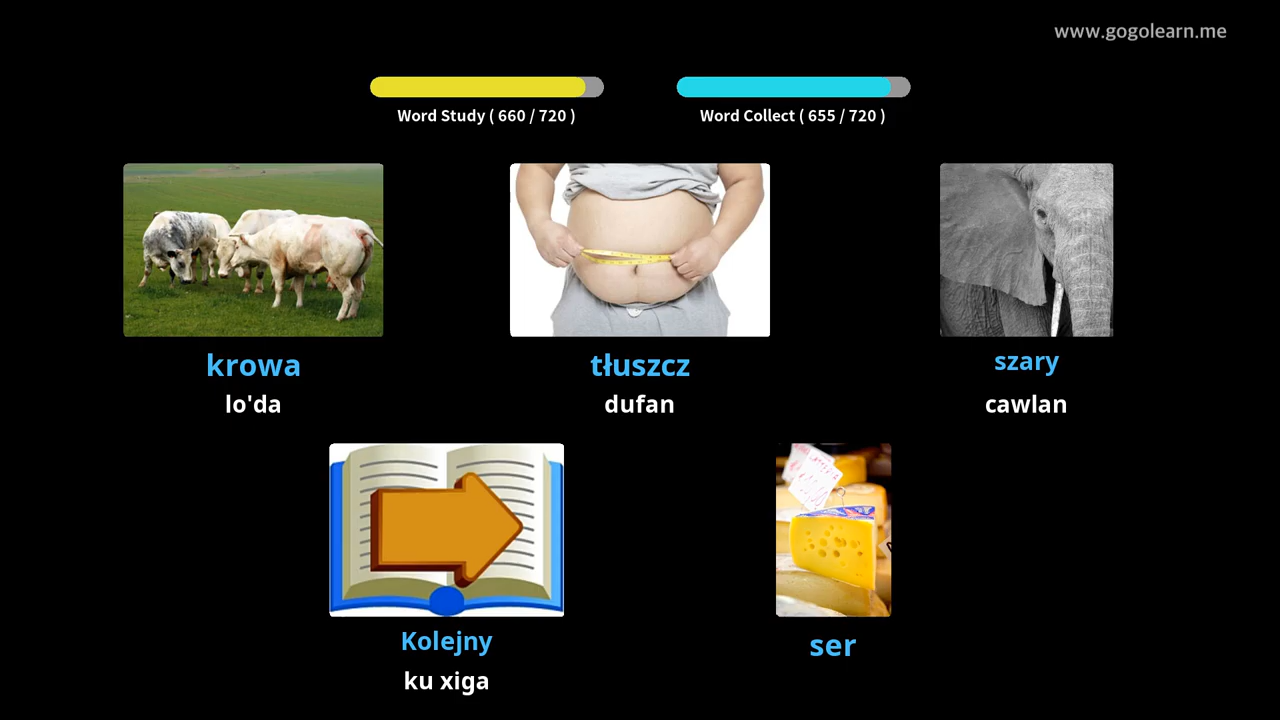 www.gogolearn.me
Word Study ( 660 / 720 )
Word Collect ( 655 / 720 )
krowa
lo'da
tłuszcz
dufan
szary
cawlan
Kolejny
ku xiga
ser